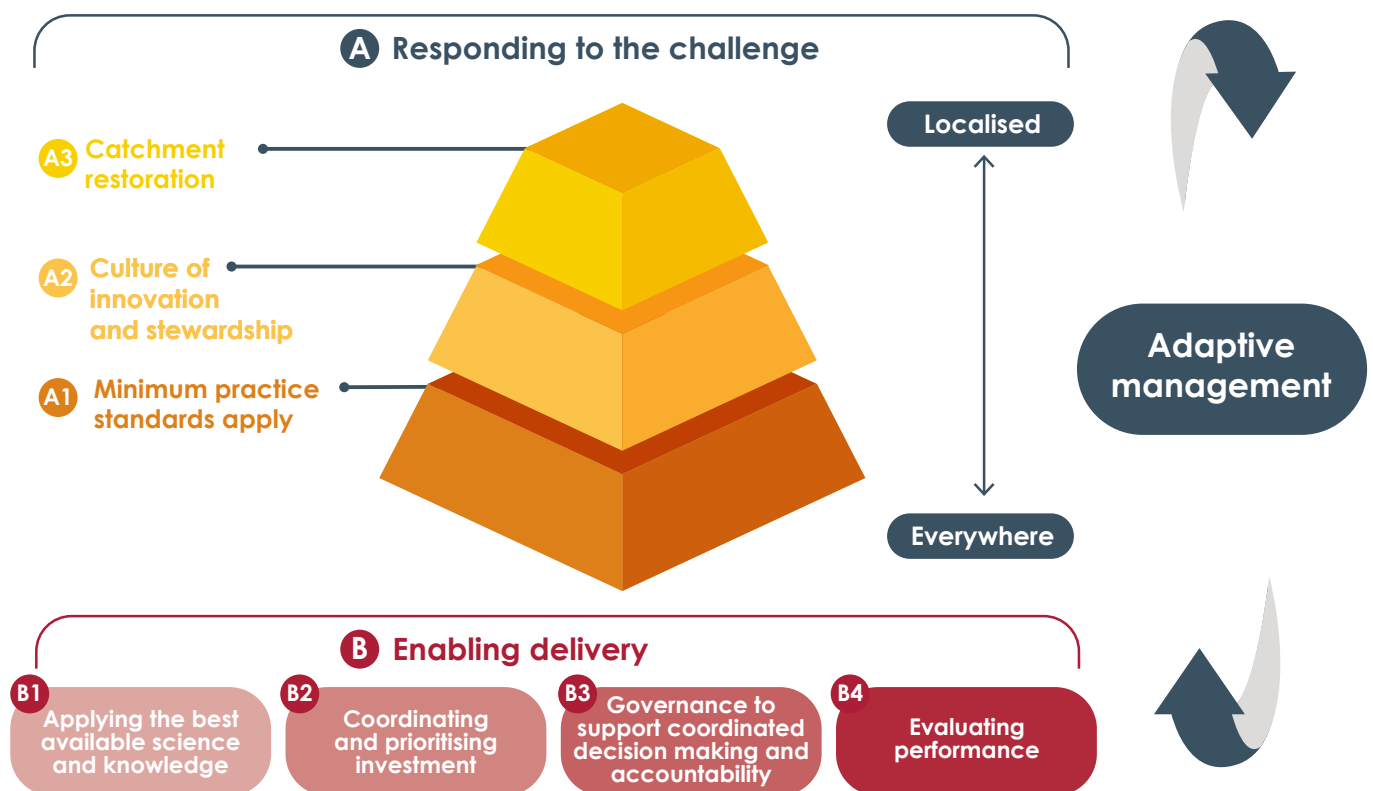 A Responding to the challenge
Localised
A3 Catchment
restoration
A2 Culture of
innovation
and stewardship
Adaptive
management
A1 Minimum practice
standards apply
Everywhere
B Enabling delivery
B1
Applying the best
available science
and knowledge
B2
Coordinating
and prioritising
investment
B3
Governance to
support coordinated
decision making and
accountability
B4
Evaluating
performance